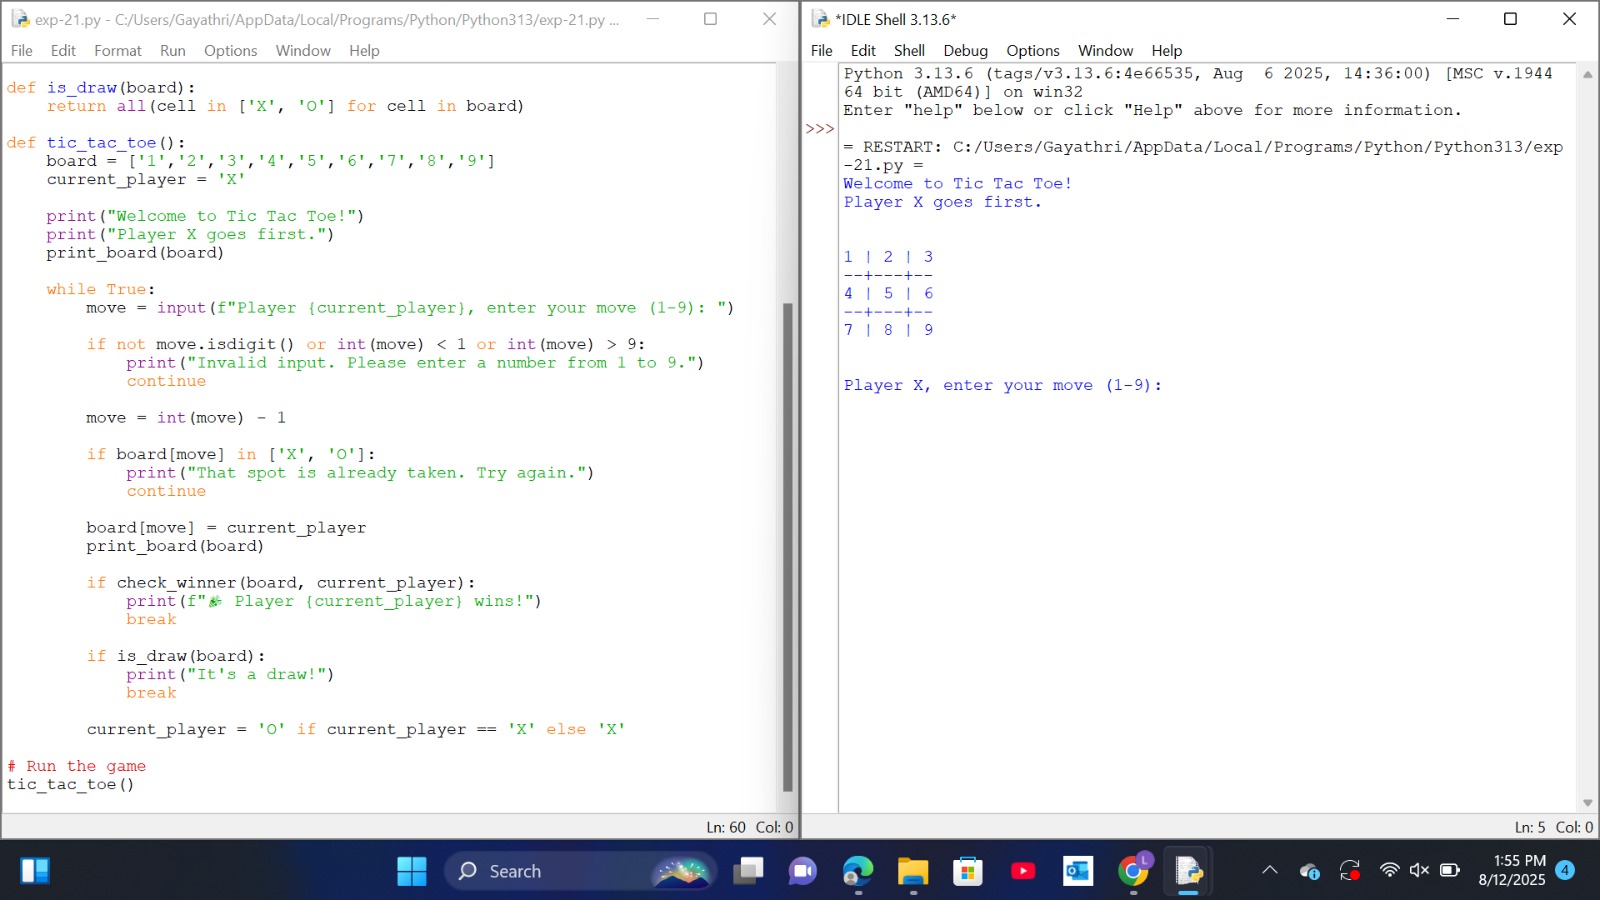 exp-21.py - C:/Users/Gayathri/AppData/Local/Programs/Python/Python313/exp-21.py ...
File Edit Format Run Options Window Help
def is_draw(board):
    return all(cell in ['X', 'O'] for cell in board)
def tic_tac_toe():
    board = ['1','2','3','4','5','6','7','8','9']
    current_player = 'X'
    print("Welcome to Tic Tac Toe!")
    print("Player X goes first.")
    print_board(board)
    while True:
        move = input(f"Player {current_player}, enter your move (1-9): ")
        if not move.isdigit() or int(move) < 1 or int(move) > 9:
            print("Invalid input. Please enter a number from 1 to 9.")
            continue
        move = int(move) - 1
        if board[move] in ['X', 'O']:
            print("That spot is already taken. Try again.")
            continue
        board[move] = current_player
        print_board(board)
        if check_winner(board, current_player):
            print(f"🎉 Player {current_player} wins!")
            break
        if is_draw(board):
            print("It's a draw!")
            break
        current_player = 'O' if current_player == 'X' else 'X'
# Run the game
tic_tac_toe()
Ln: 60 Col: 0
*IDLE Shell 3.13.6*
File Edit Shell Debug Options Window Help
Python 3.13.6 (tags/v3.13.6:4e66535, Aug  6 2025, 14:36:00) [MSC v.1944
64 bit (AMD64)] on win32
Enter "help" below or click "Help" above for more information.
>>>
= RESTART: C:/Users/Gayathri/AppData/Local/Programs/Python/Python313/exp
-21.py =
Welcome to Tic Tac Toe!
Player X goes first.
1 | 2 | 3
--+---+--
4 | 5 | 6
--+---+--
7 | 8 | 9
Player X, enter your move (1-9):
Ln: 5 Col: 0
Search
L
1:55 PM
8/12/2025
4